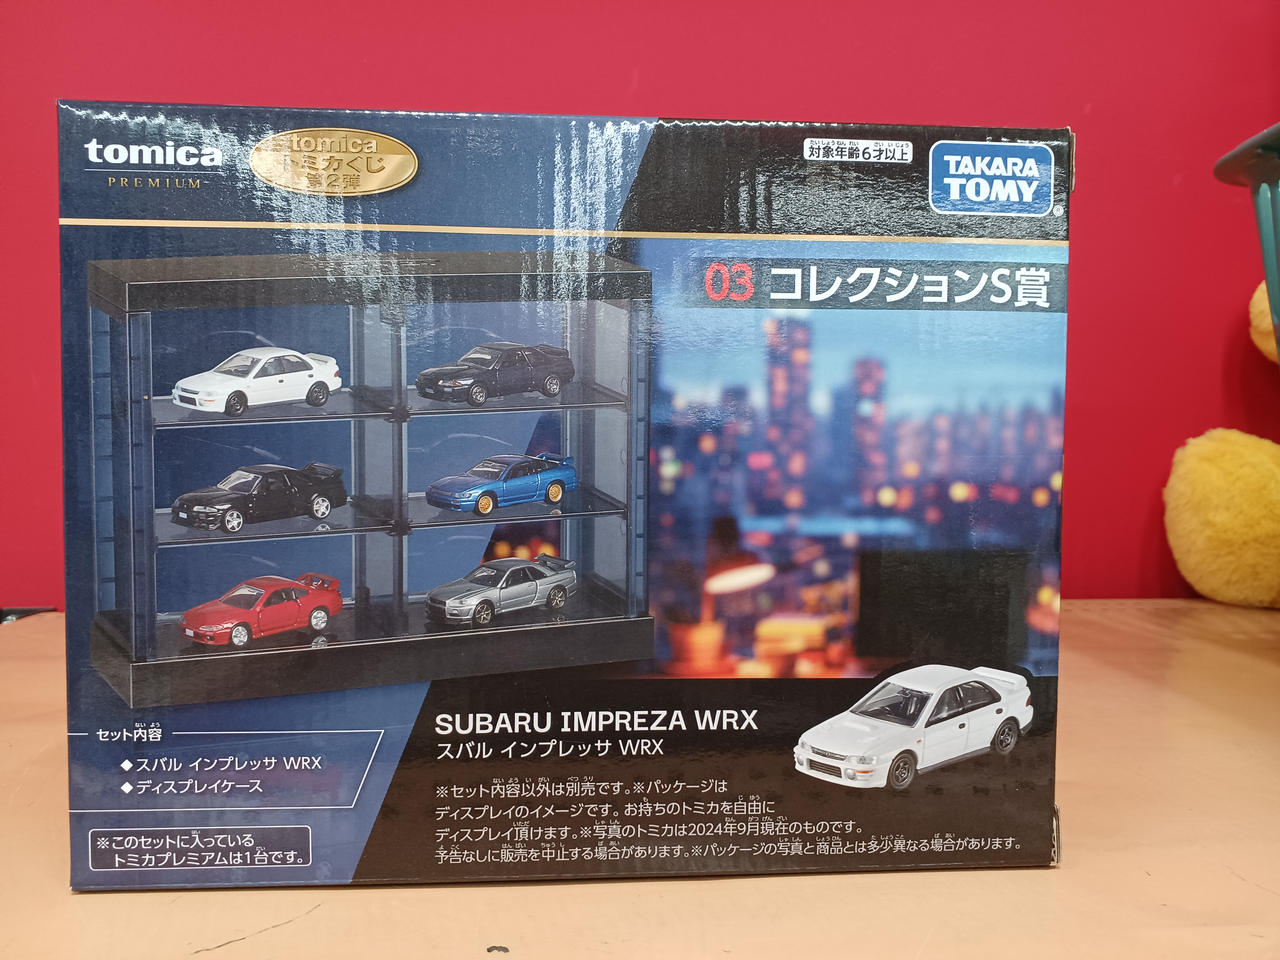 tomica
PREMIUM
tomica
トミカくじ
第2弾
対象年齢6才以上
TAKARA
TOMY
03 コレクションS賞
セット内容
◆スバル インプレッサ WRX
◆ディスプレイケース
※このセットに入っている
トミカプレミアムは1台です。
SUBARU IMPREZA WRX
スバル インプレッサ WRX
※セット内容以外は別売です。※パッケージは
ディスプレイのイメージです。お持ちのトミカを自由に
ディスプレイ頂けます。※写真のトミカは2024年9月現在のものです。
予告なしに販売を中止する場合があります。※パッケージの写真と商品とは多少異なる場合があります。